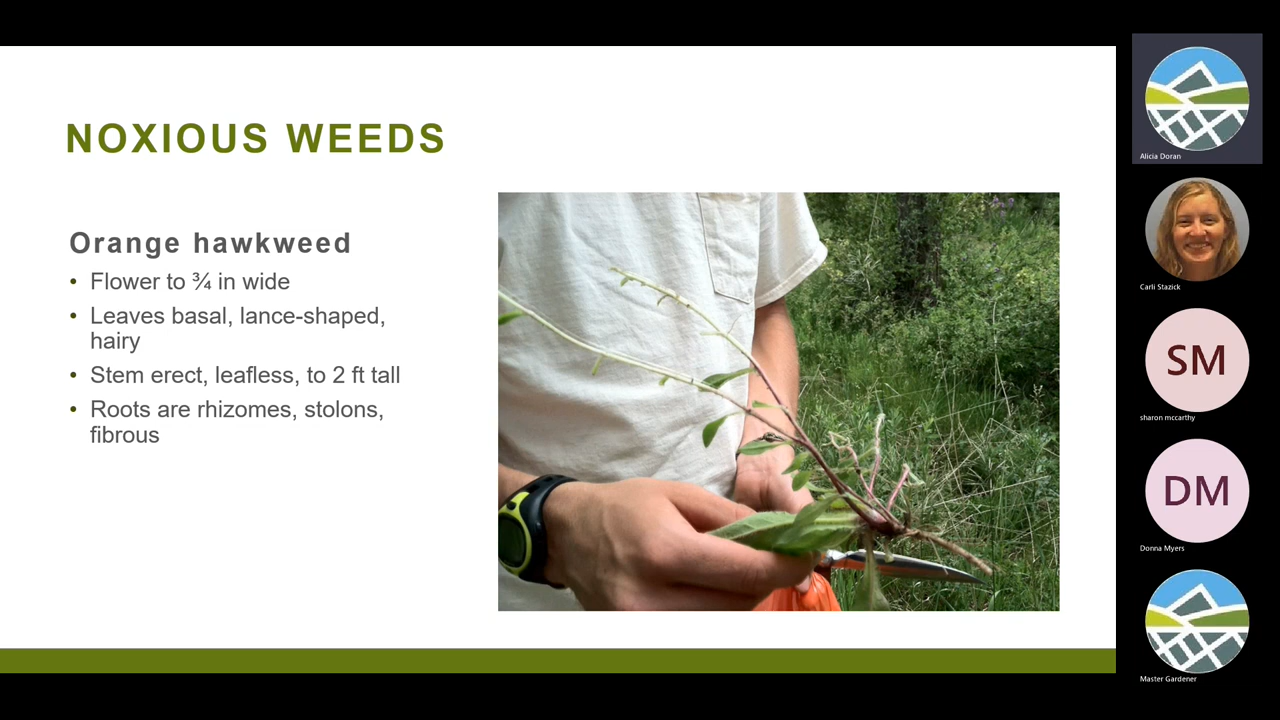 NOXIOUS WEEDS
Orange hawkweed
• Flower to ¾ in wide
• Leaves basal, lance-shaped,
hairy
• Stem erect, leafless, to 2 ft tall
• Roots are rhizomes, stolons,
fibrous
Alicia Doran
Carli Stazick
SM
sharon mccarthy
DM
Donna Myers
Master Gardener